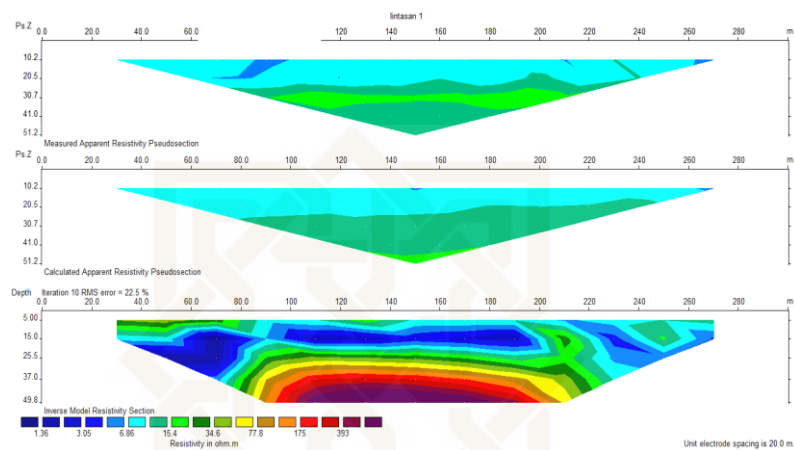 lintasan 1
Ps.Z 0.0 20.0 40.0 60.0 120 140 160 180 200 220 240 260 280 m.
10.2
20.5
30.7
41.0
51.2
Measured Apparent Resistivity Pseudosection
Ps.Z 0.0 20.0 40.0 60.0 80.0 100 120 140 160 180 200 220 240 260 280 m.
10.2
20.5
30.7
41.0
51.2
Calculated Apparent Resistivity Pseudosection
Depth Iteration 10 RMS error = 22.5 %
0.0 20.0 40.0 60.0 80.0 100 120 140 160 180 200 220 240 260 280 m.
5.00
15.0
25.5
37.0
49.8
Inverse Model Resistivity Section
1.36 3.05 6.86 15.4 34.6 77.8 175 393
Resistivity in ohm.m Unit electrode spacing is 20.0 m.